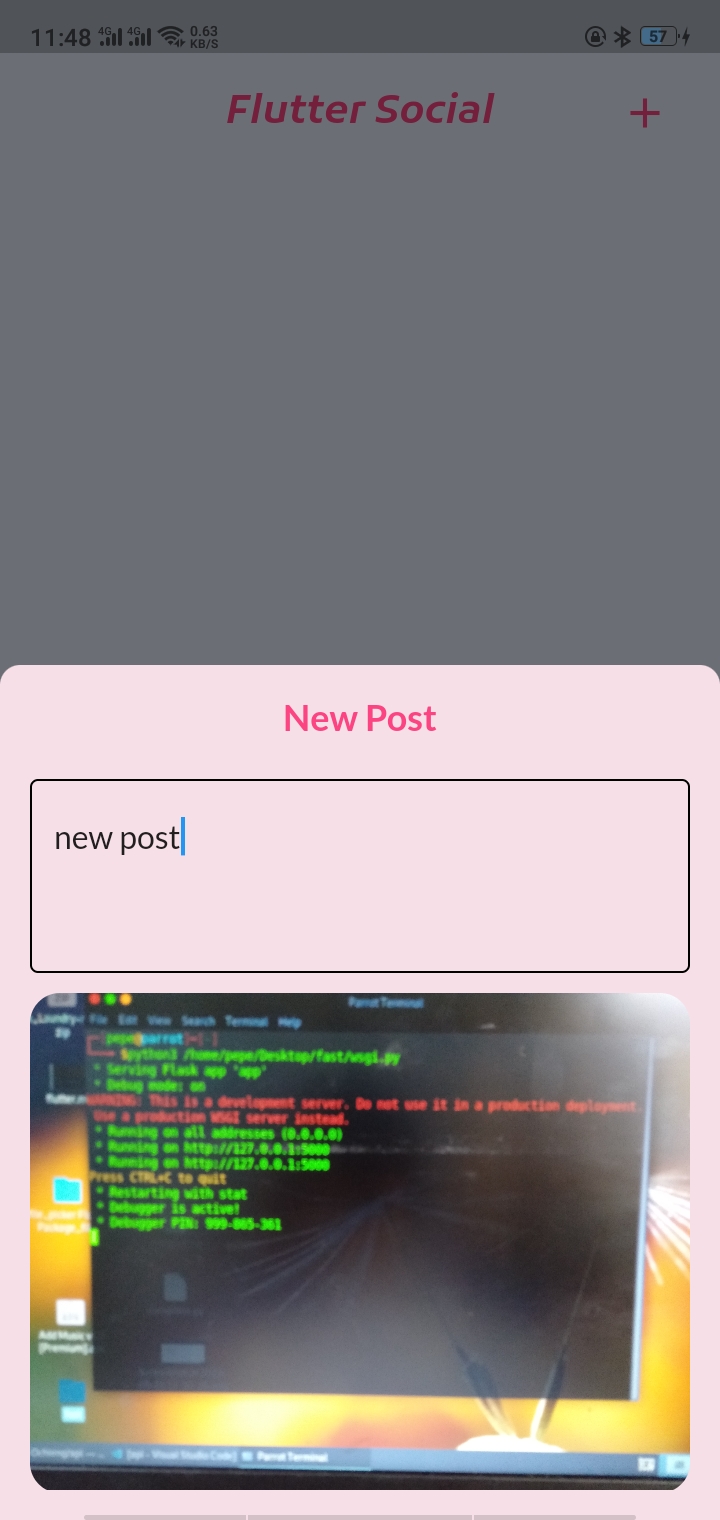 11:48 4G 4G 0.63 KB/S 57
Flutter Social
New Post
new post
Parrot Terminal
File Edit View Search Terminal Help
zip
[pepe@parrot]─[~]
$python3 /home/pepe/Desktop/fast/wsgi.py
* Serving Flask app 'app'
* Debug mode: on
WARNING: This is a development server. Do not use it in a production deployment.
Use a production WSGI server instead.
* Running on all addresses (0.0.0.0)
* Running on http://127.0.0.1:5000
* Running on http://127.0.0.1:5000
Press CTRL+C to quit
* Restarting with stat
* Debugger is active!
* Debugger PIN: 999-865-361
Add Music
[Premium]
[api - Visual Studio Code] Parrot Terminal